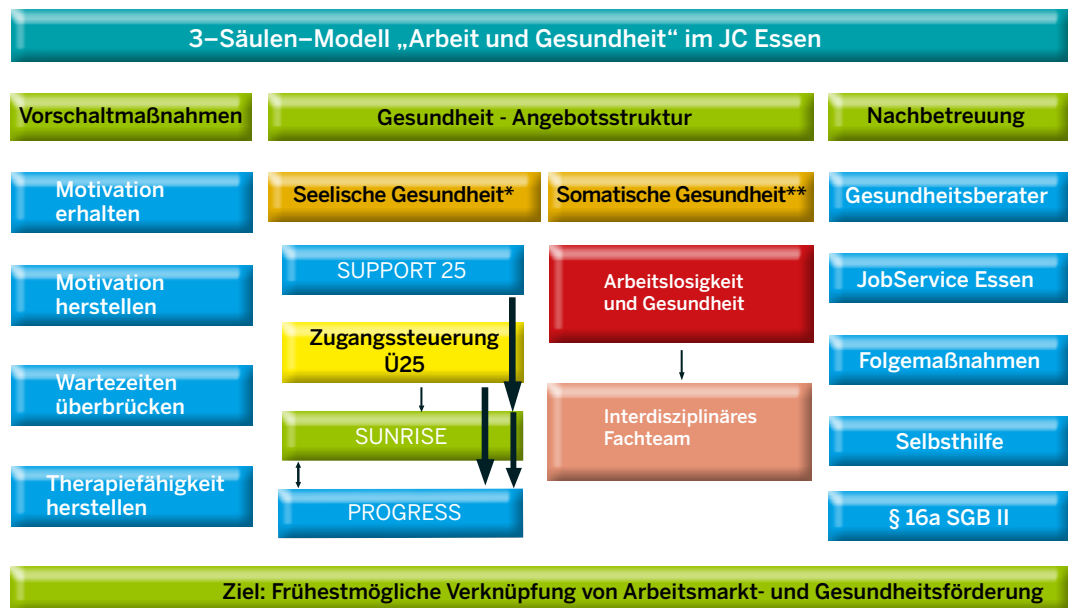 3–Säulen–Modell „Arbeit und Gesundheit“ im JC Essen
Vorschaltmaßnahmen
Motivation
erhalten
Motivation
herstellen
Wartezeiten
überbrücken
Therapiefähigkeit
herstellen
Gesundheit - Angebotsstruktur
Seelische Gesundheit*
SUPPORT 25
Zugangssteuerung
Ü25
SUNRISE
PROGRESS
Somatische Gesundheit**
Arbeitslosigkeit
und Gesundheit
Interdisziplinäres
Fachteam
Nachbetreuung
Gesundheitsberater
JobService Essen
Folgemaßnahmen
Selbsthilfe
§ 16a SGB II
Ziel: Frühestmögliche Verknüpfung von Arbeitsmarkt- und Gesundheitsförderung